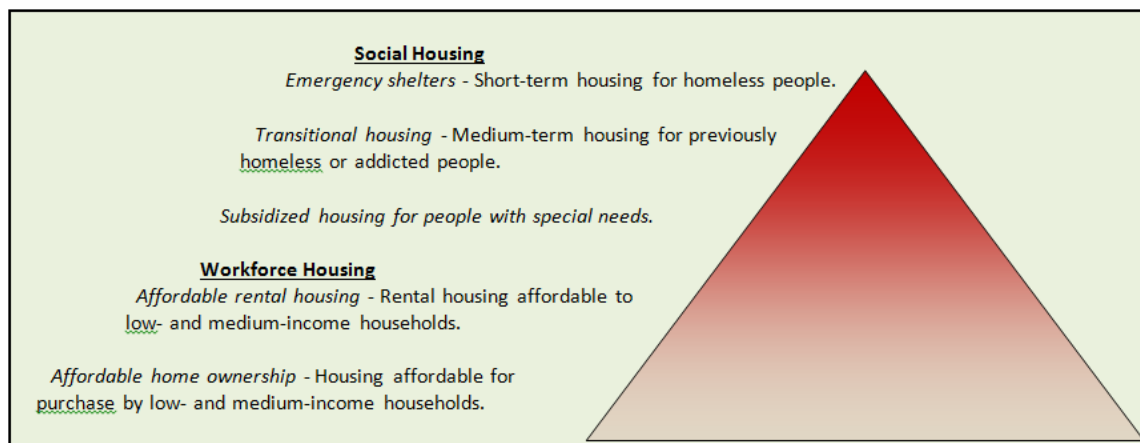 Social Housing
Emergency shelters - Short-term housing for homeless people.
Transitional housing - Medium-term housing for previously
homeless or addicted people.
Subsidized housing for people with special needs.
Workforce Housing
Affordable rental housing - Rental housing affordable to
low- and medium-income households.
Affordable home ownership - Housing affordable for
purchase by low- and medium-income households.